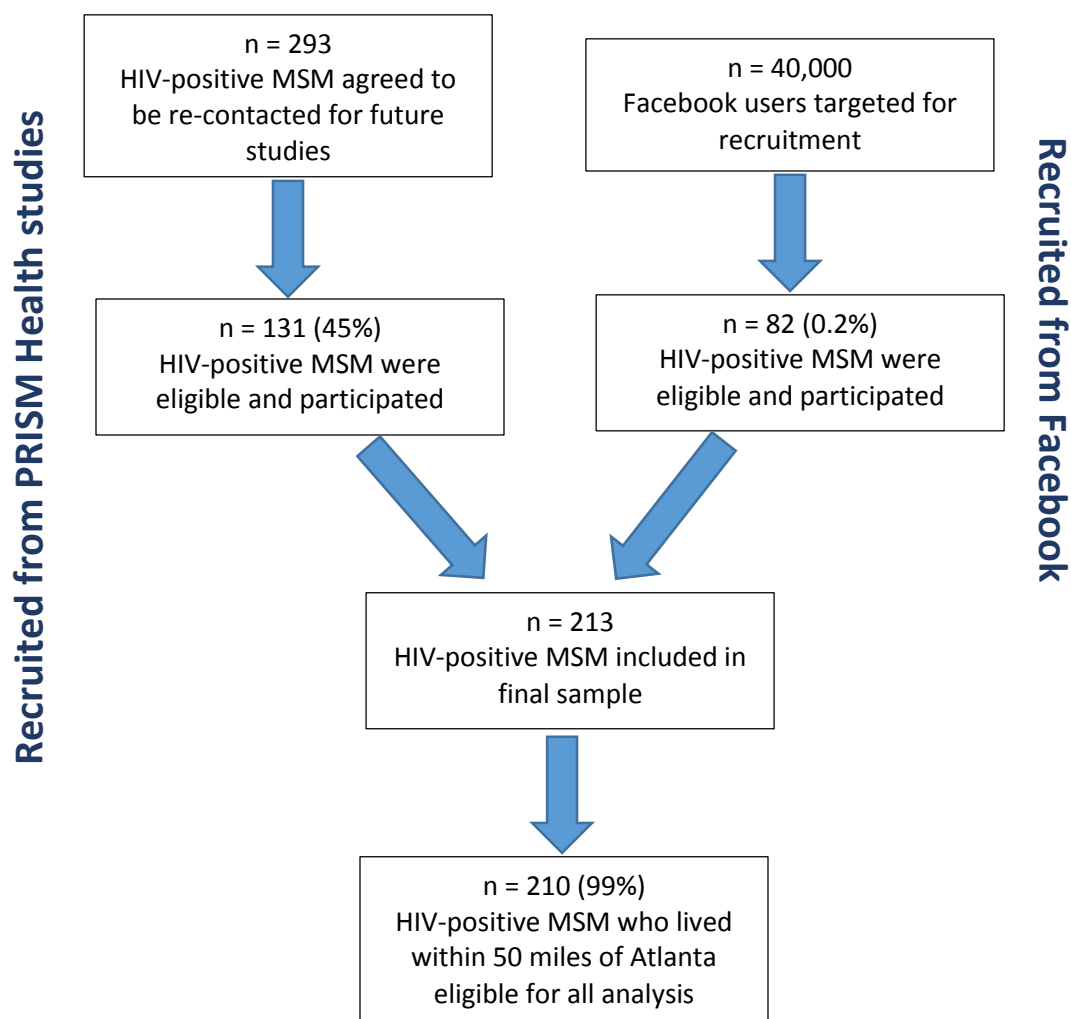 Recruited from PRISM Health studies
n = 293
HIV-positive MSM agreed to
be re-contacted for future
studies
n = 40,000
Facebook users targeted for
recruitment
Recruited from Facebook
n = 131 (45%)
HIV-positive MSM were
eligible and participated
n = 82 (0.2%)
HIV-positive MSM were
eligible and participated
n = 213
HIV-positive MSM included in
final sample
n = 210 (99%)
HIV-positive MSM who lived
within 50 miles of Atlanta
eligible for all analysis